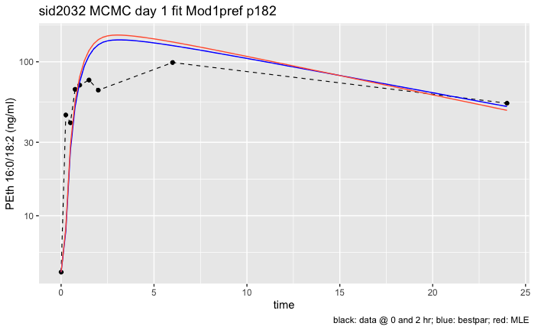 sid2032 MCMC day 1 fit Mod1pref p182
PEth 16:0/18:2 (ng/ml)
100
30
10
0
5
10
15
20
25
time
black: data @ 0 and 2 hr; blue: bestpar; red: MLE